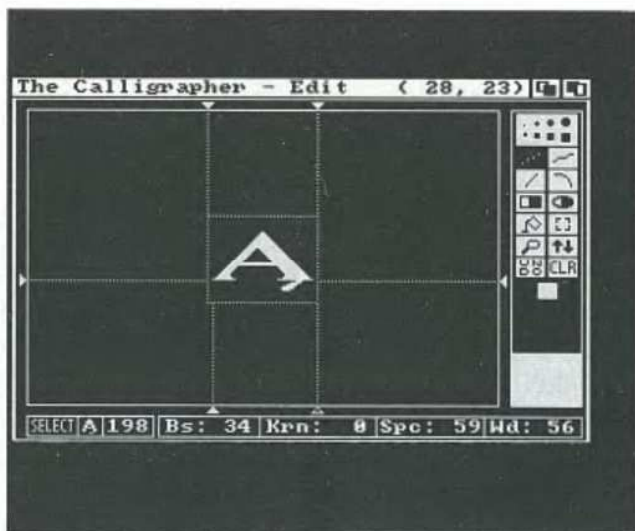 The Calligrapher - Edit ( 28, 23)
A
CLR
SELECT A 198 Bs: 34 Krn: 0 Spc: 59 Wd: 56